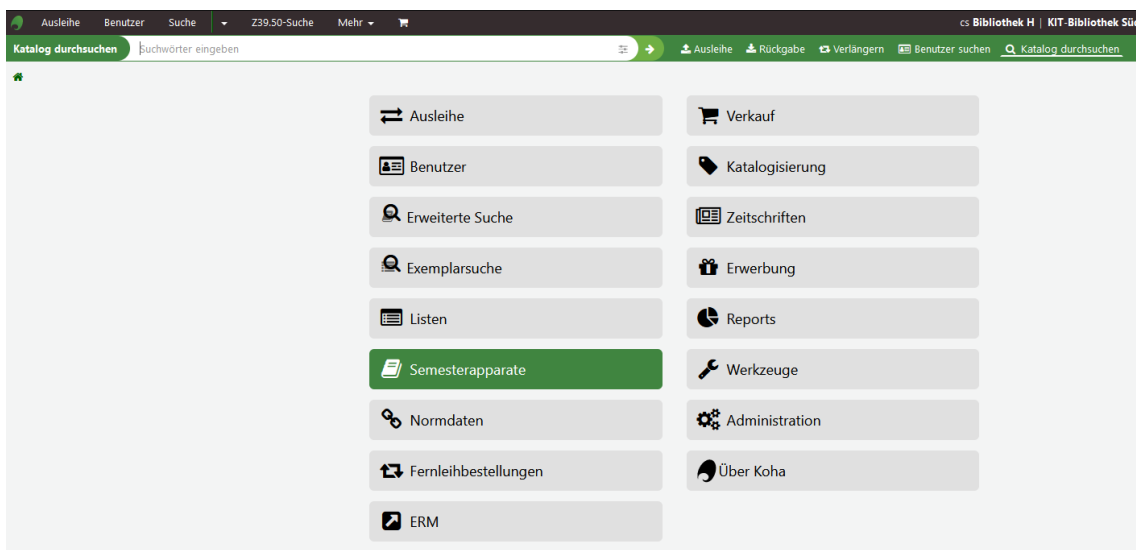 Ausleihe Benutzer Suche Z39.50-Suche Mehr cs Bibliothek H | KIT-Bibliothek Süd
Katalog durchsuchen Suchwörter eingeben Ausleihe Rückgabe Verlängern Benutzer suchen Katalog durchsuchen
Ausleihe
Benutzer
Erweiterte Suche
Exemplarsuche
Listen
Semesterapparate
Normdaten
Fernleihbestellungen
ERM
Verkauf
Katalogisierung
Zeitschriften
Erwerbung
Reports
Werkzeuge
Administration
Über Koha